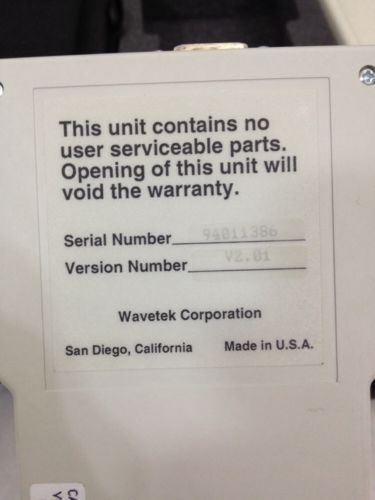 This unit contains no
user serviceable parts.
Opening of this unit will
void the warranty.
Serial Number 94011386
Version Number V2.01
Wavetek Corporation
San Diego, California Made in U.S.A.